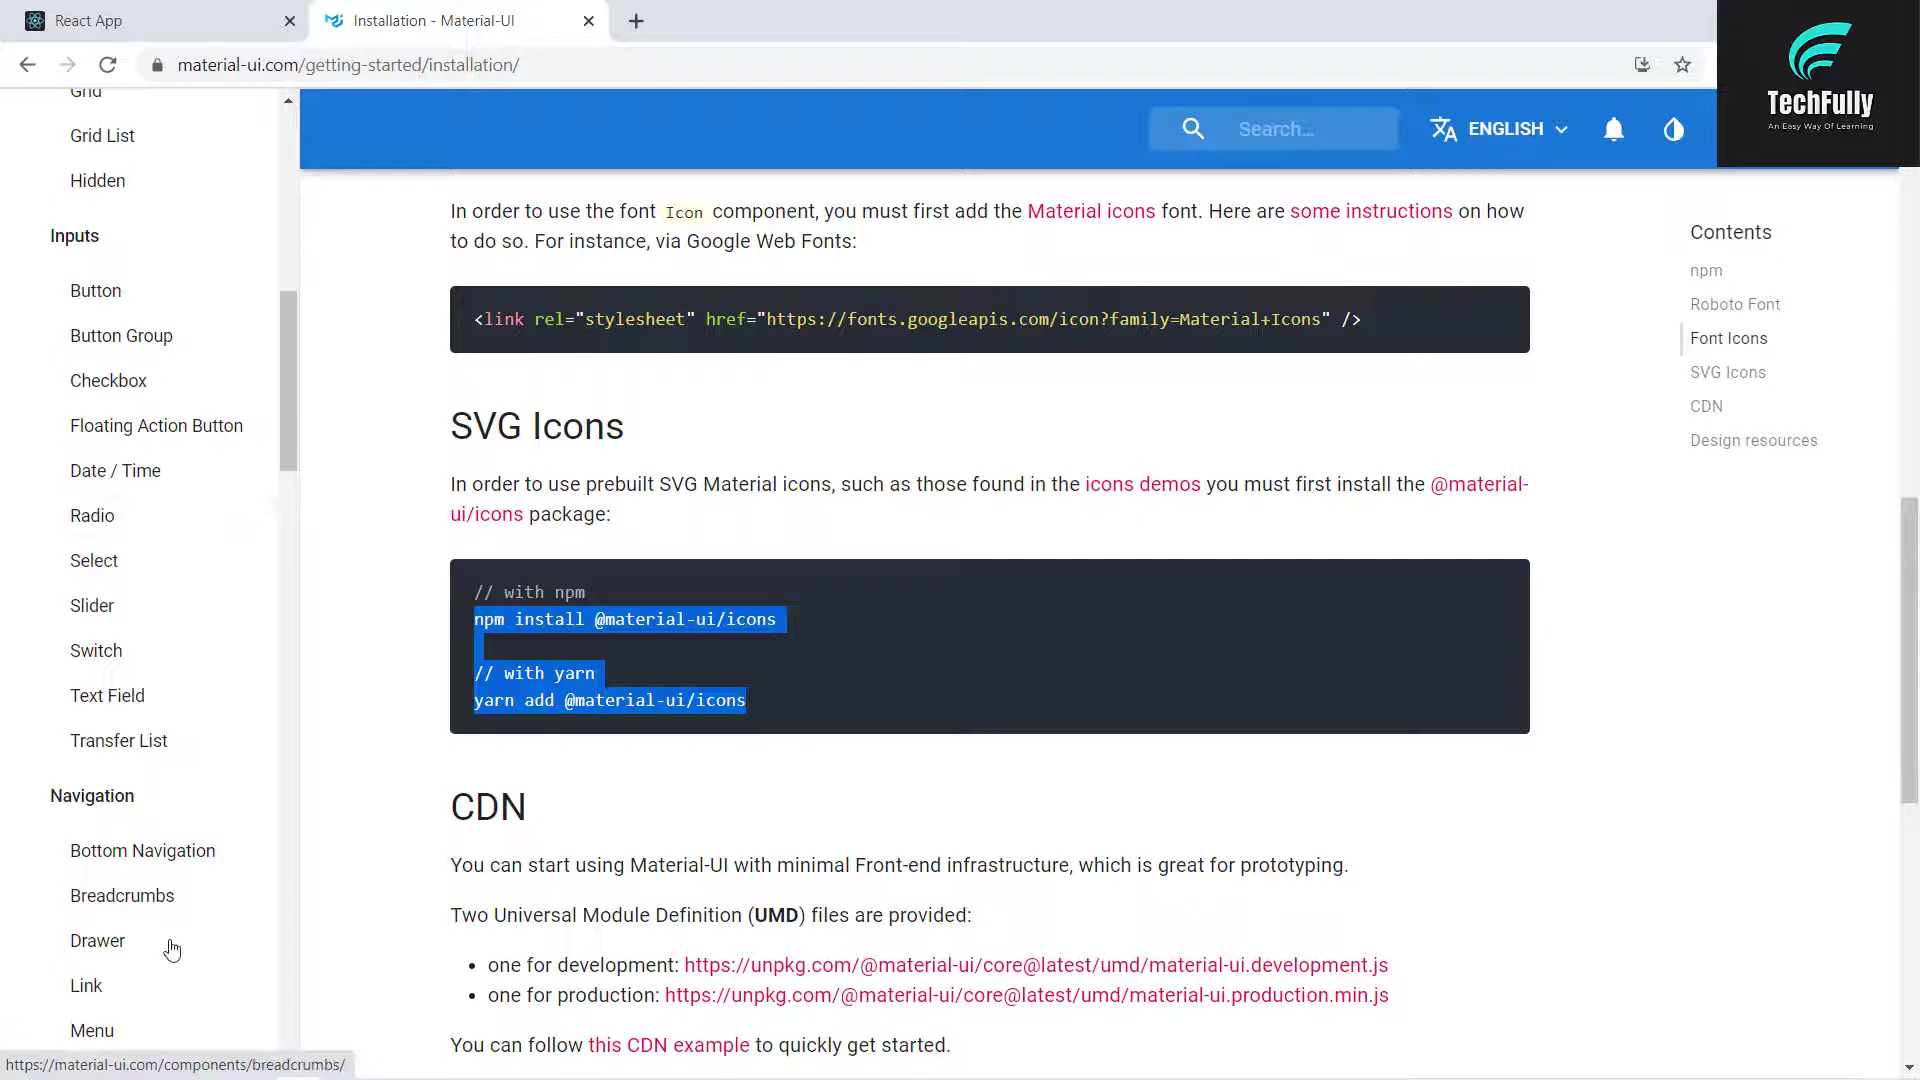 React App
Installation - Material-UI
material-ui.com/getting-started/installation/
TechFully
An Easy Way Of Learning
Grid
Grid List
Hidden
Inputs
Button
Button Group
Checkbox
Floating Action Button
Date / Time
Radio
Select
Slider
Switch
Text Field
Transfer List
Navigation
Bottom Navigation
Breadcrumbs
Drawer
Link
Menu
https://material-ui.com/components/breadcrumbs/
Search...
ENGLISH
In order to use the font Icon component, you must first add the Material icons font. Here are some instructions on how
to do so. For instance, via Google Web Fonts:
<link rel="stylesheet" href="https://fonts.googleapis.com/icon?family=Material+Icons" />
SVG Icons
In order to use prebuilt SVG Material icons, such as those found in the icons demos you must first install the @material-
ui/icons package:
// with npm
npm install @material-ui/icons
// with yarn
yarn add @material-ui/icons
CDN
You can start using Material-UI with minimal Front-end infrastructure, which is great for prototyping.
Two Universal Module Definition (UMD) files are provided:
• one for development: https://unpkg.com/@material-ui/core@latest/umd/material-ui.development.js
• one for production: https://unpkg.com/@material-ui/core@latest/umd/material-ui.production.min.js
You can follow this CDN example to quickly get started.
Contents
npm
Roboto Font
Font Icons
SVG Icons
CDN
Design resources